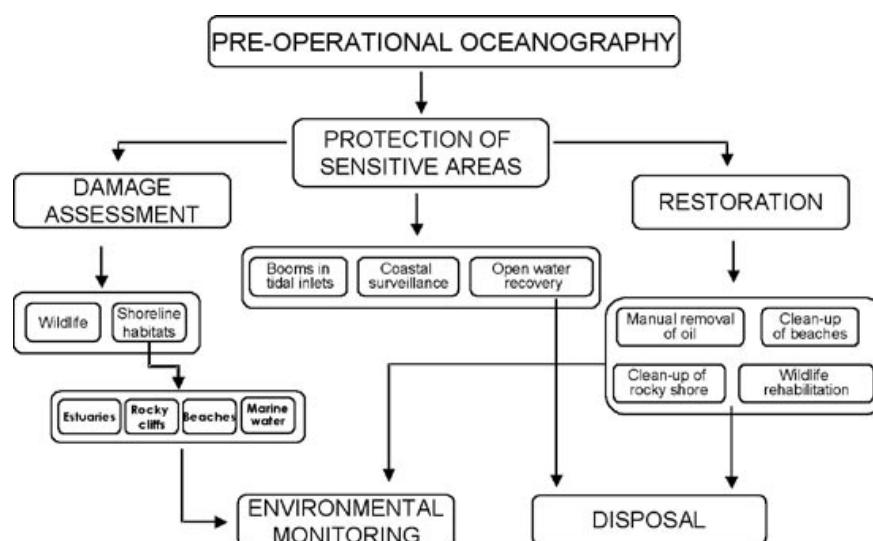 PRE-OPERATIONAL OCEANOGRAPHY
PROTECTION OF
SENSITIVE AREAS
DAMAGE
ASSESSMENT
RESTORATION
Booms in
tidal inlets
Coastal
surveillance
Open water
recovery
Wildlife
Shoreline
habitats
Manual removal
of oil
Clean-up
of beaches
Clean-up of
rocky shore
Wildlife
rehabilitation
Estuaries
Rocky
cliffs
Beaches
Marine
water
ENVIRONMENTAL
MONITORING
DISPOSAL